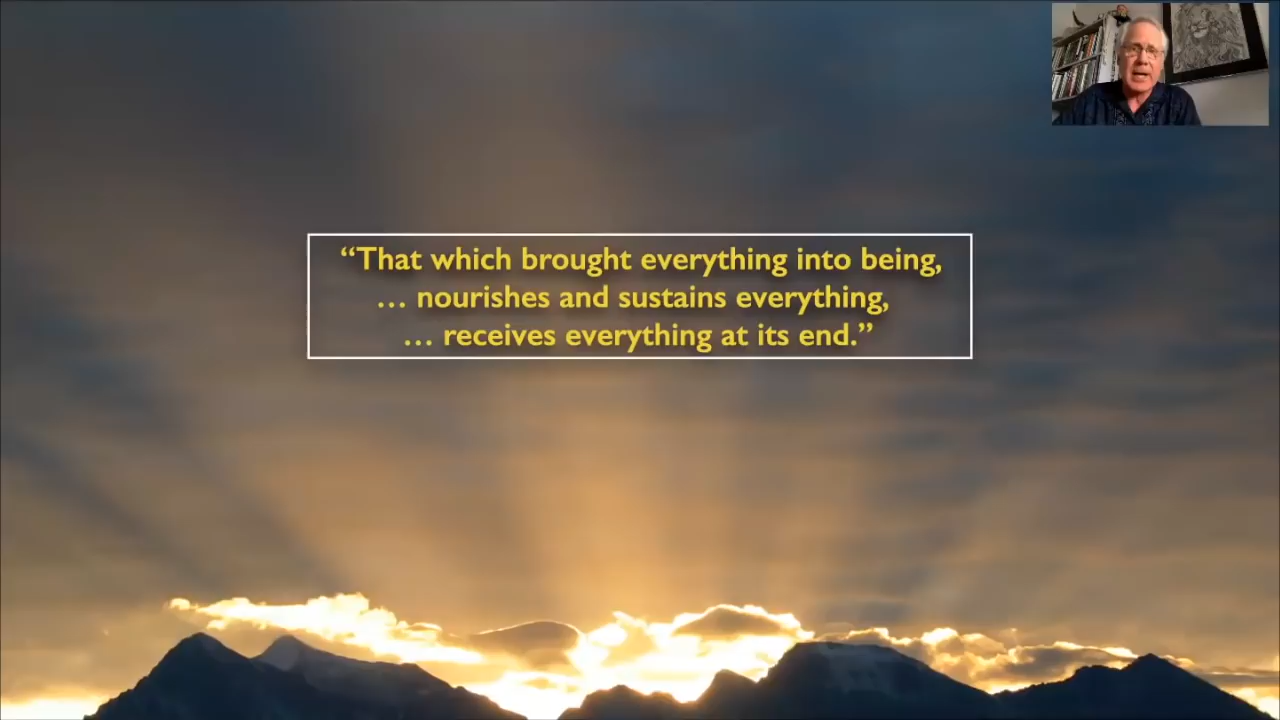 “That which brought everything into being,
… nourishes and sustains everything,
… receives everything at its end.”